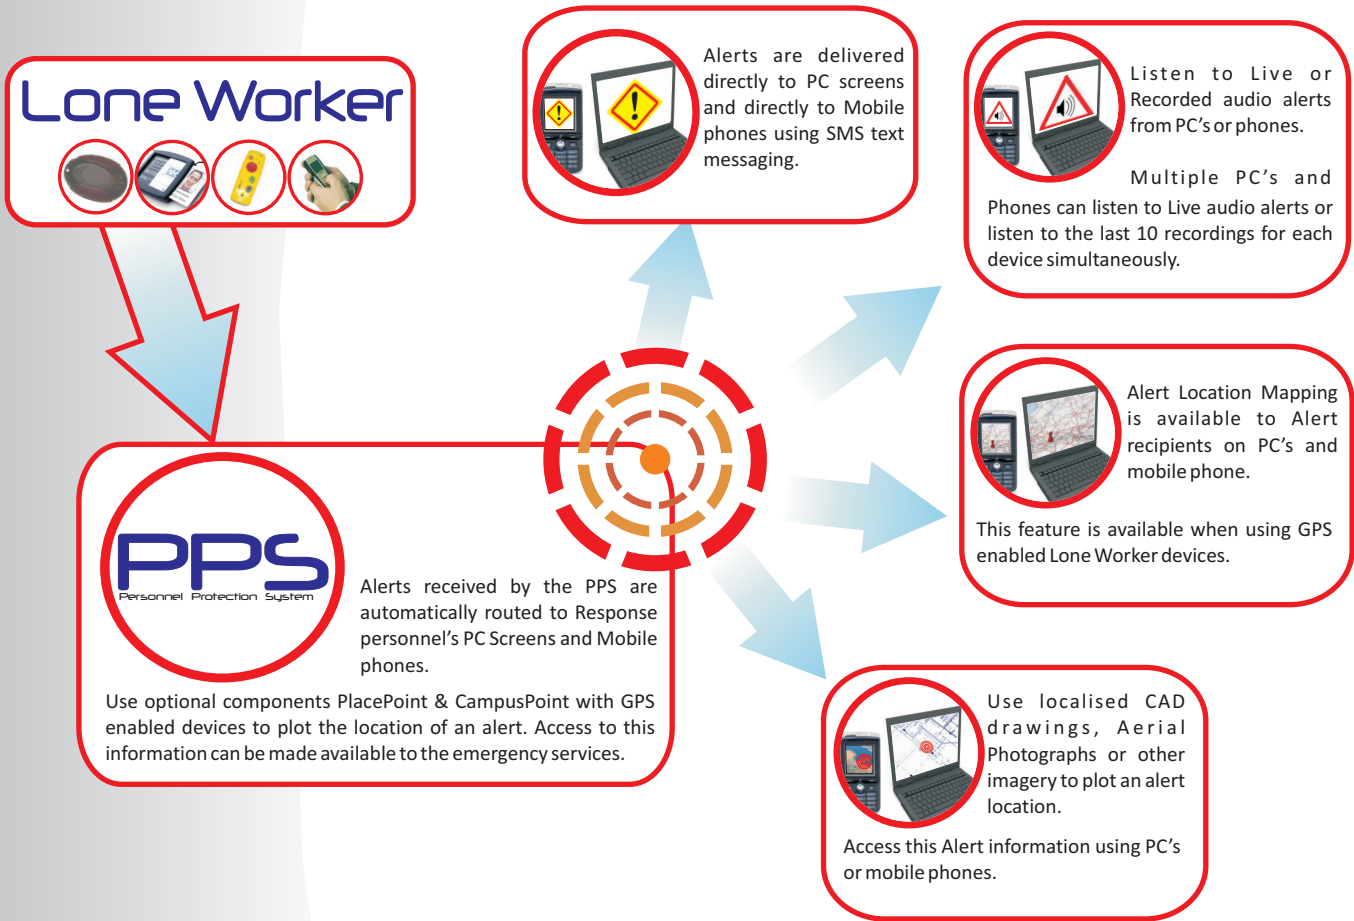 Lone Worker
Alerts are delivered
directly to PC screens
and directly to Mobile
phones using SMS text
messaging.
Listen to Live or
Recorded audio alerts
from PC's or phones.
Multiple PC's and
Phones can listen to Live audio alerts or
listen to the last 10 recordings for each
device simultaneously.
Alert Location Mapping
is available to Alert
recipients on PC's and
mobile phone.
This feature is available when using GPS
enabled Lone Worker devices.
PPS
Personnel Protection System
Alerts received by the PPS are
automatically routed to Response
personnel's PC Screens and Mobile
phones.
Use optional components PlacePoint & CampusPoint with GPS
enabled devices to plot the location of an alert. Access to this
information can be made available to the emergency services.
Use localised CAD
drawings, Aerial
Photographs or other
imagery to plot an alert
location.
Access this Alert information using PC's
or mobile phones.